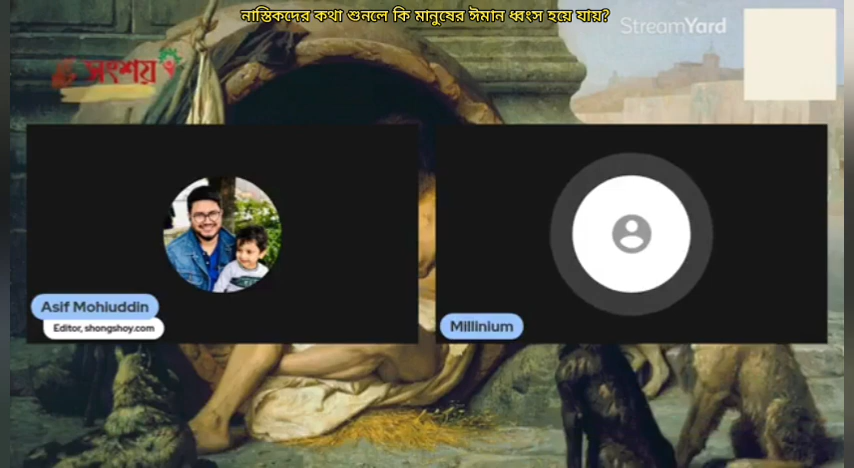 নাস্তিকদের কথা শুনলে কি মানুষের ঈমান ধ্বংস হয়ে যায়?
StreamYard
সংশয়
Asif Mohiuddin
Editor, shongshoy.com
Millinium